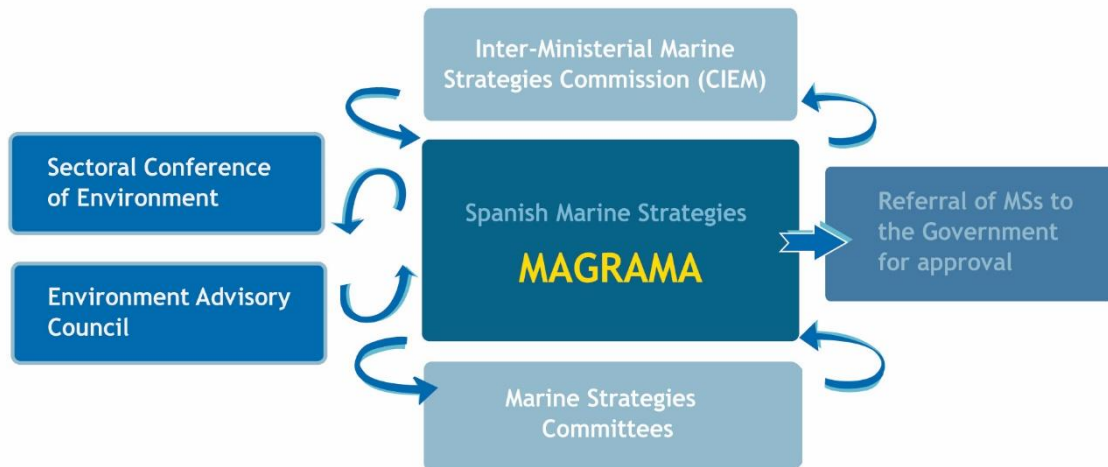 Inter-Ministerial Marine
Strategies Commission (CIEM)
Sectoral Conference
of Environment
Environment Advisory
Council
Spanish Marine Strategies
MAGRAMA
Referral of MSs to
the Government
for approval
Marine Strategies
Committees